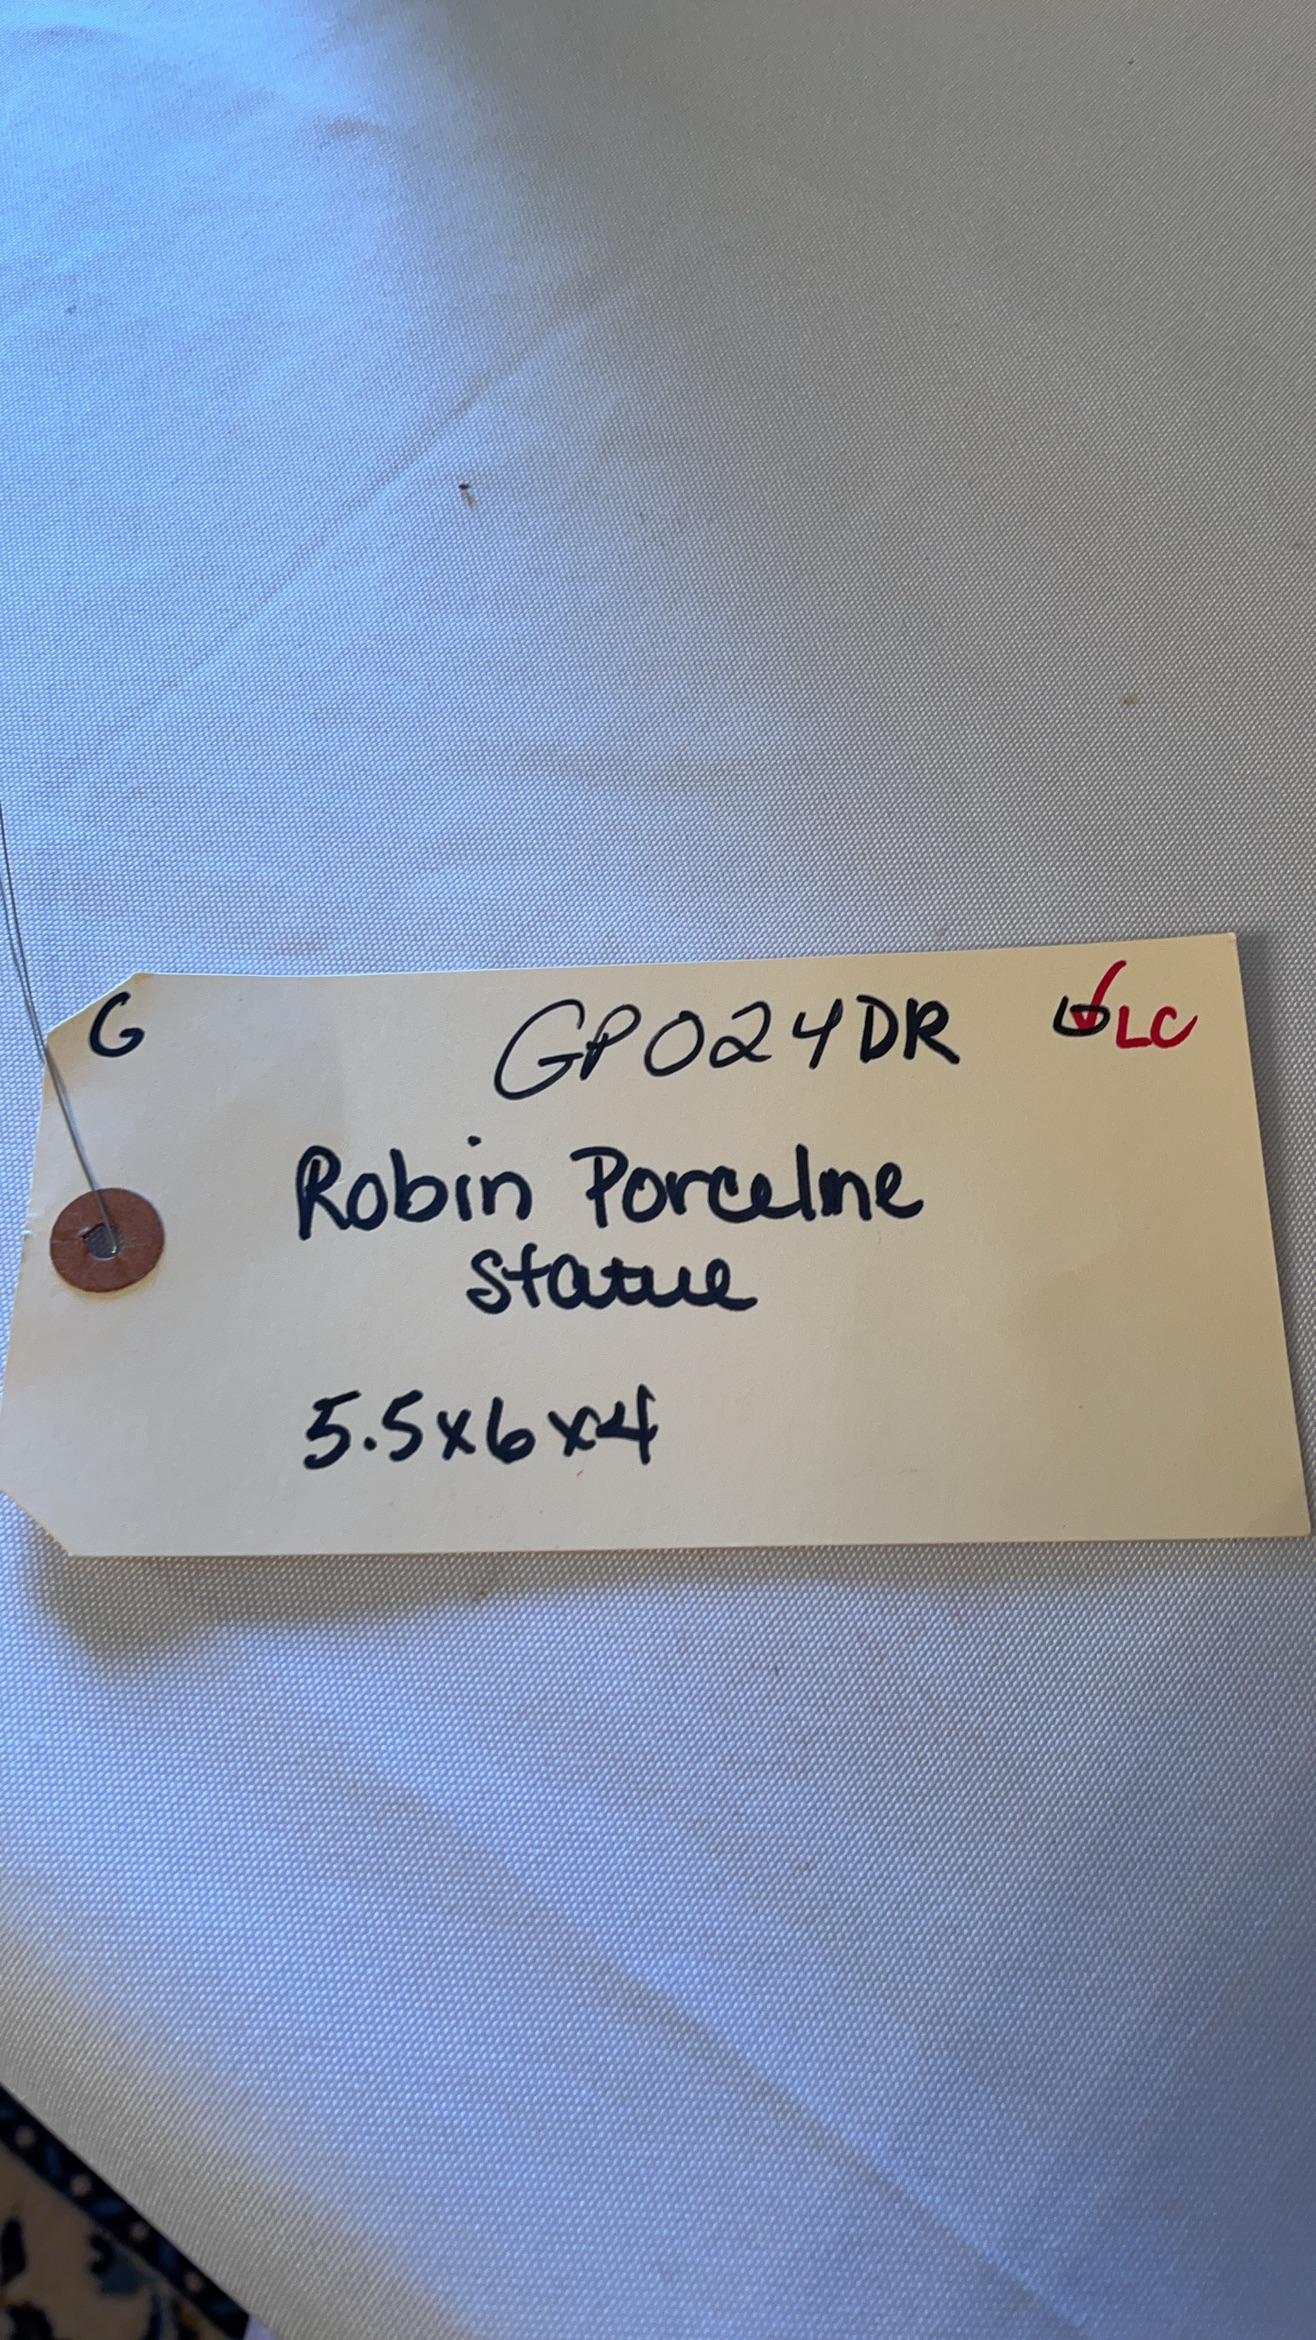 G GP024DR LC
Robin Porcelne
Statue
5.5x6x4